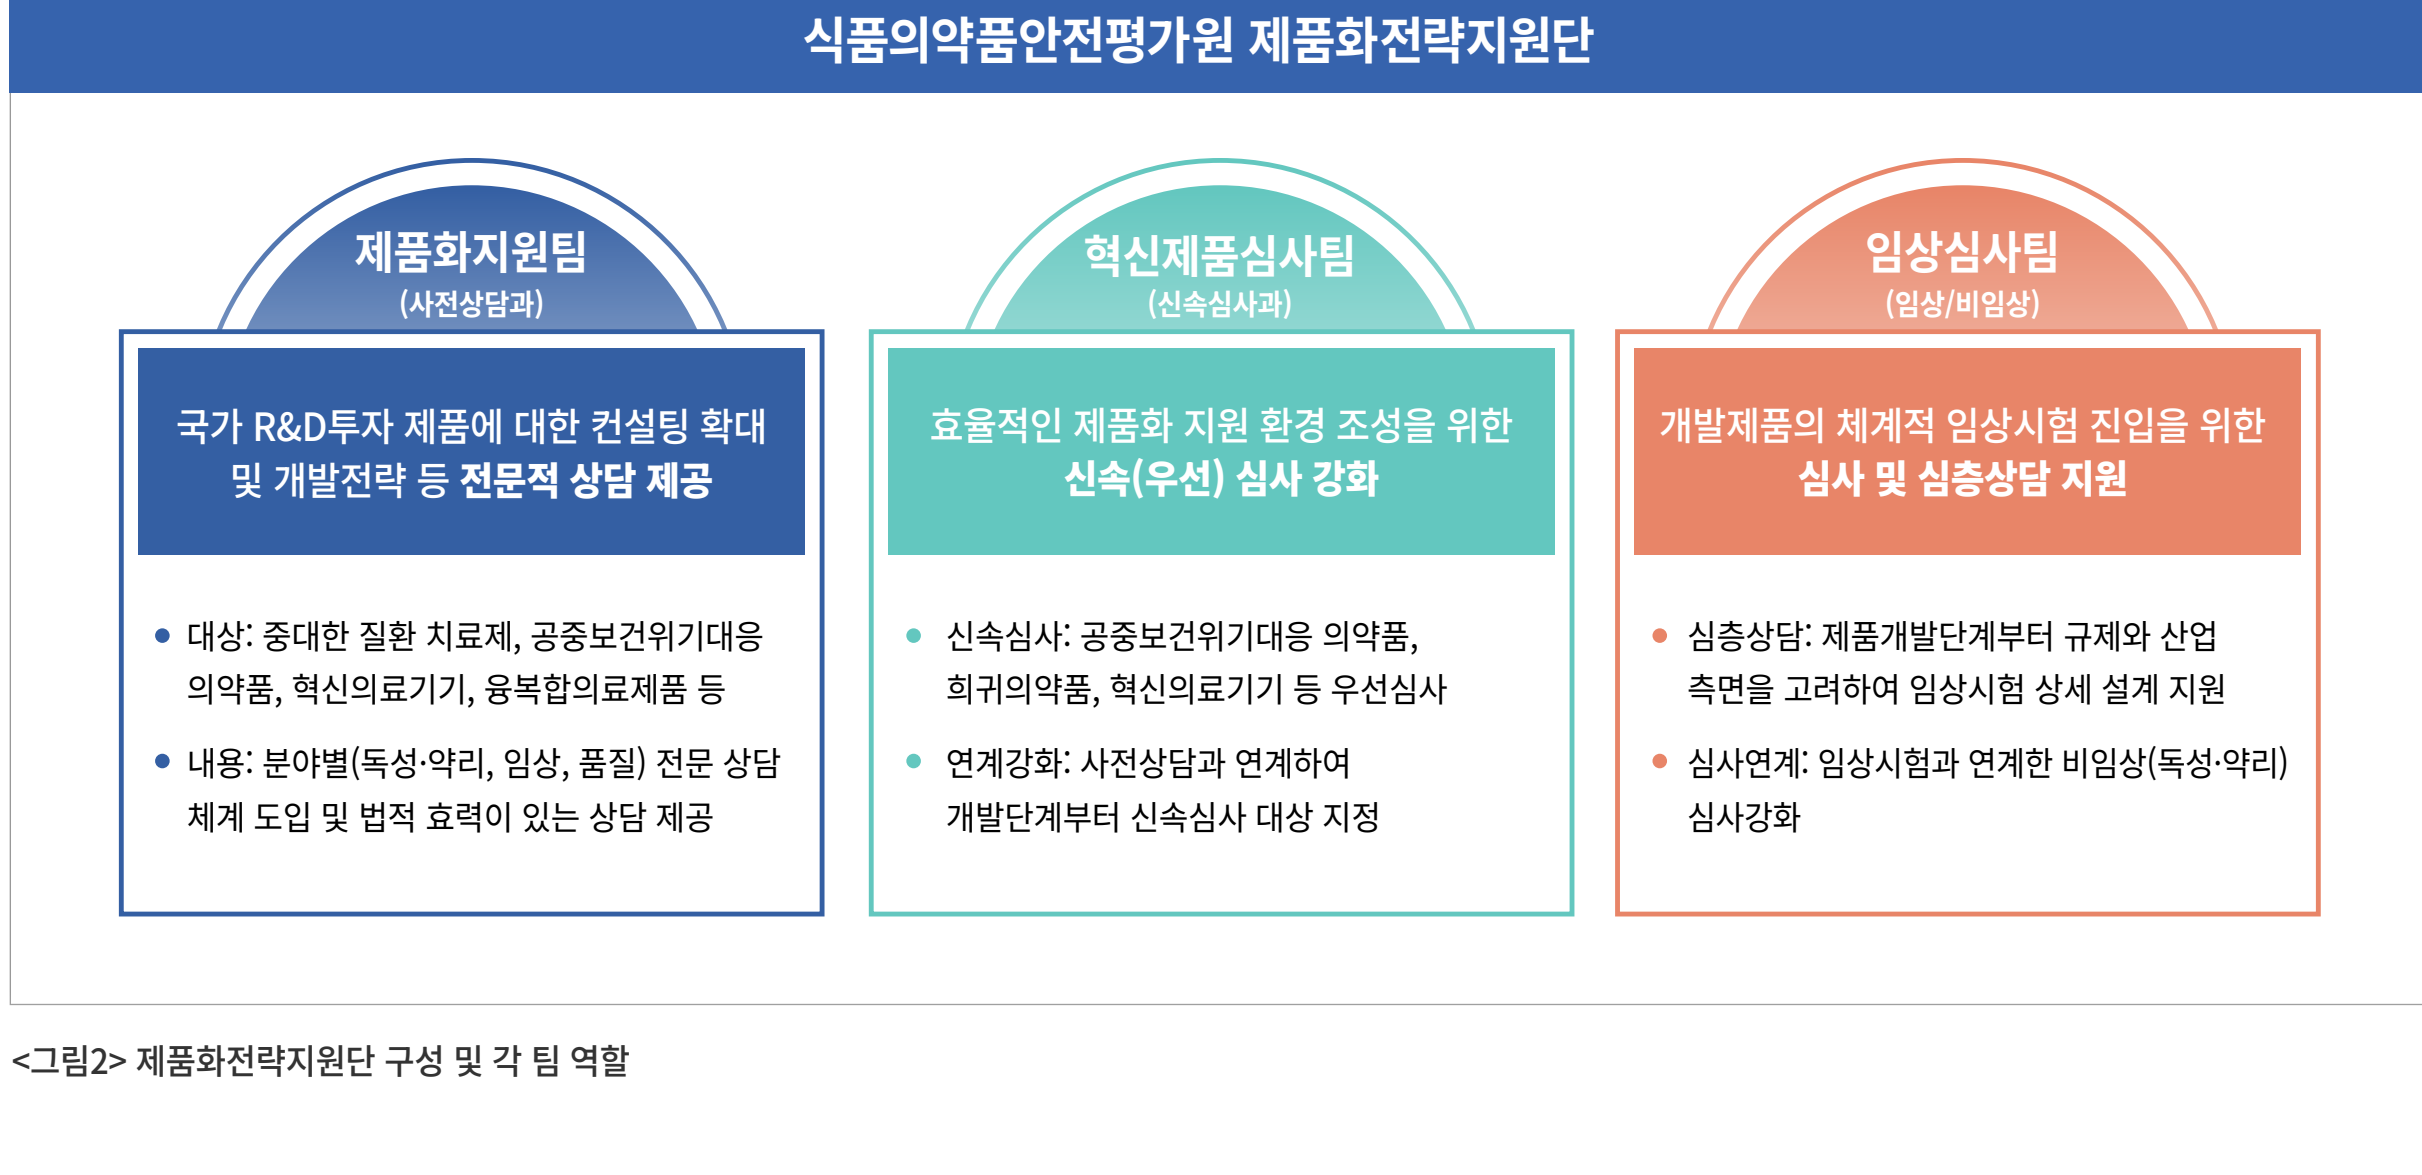 식품의약품안전평가원 제품화전략지원단
제품화지원팀
(사전상담과)
국가 R&D투자 제품에 대한 컨설팅 확대
및 개발전략 등 전문적 상담 제공
• 대상: 중대한 질환 치료제, 공중보건위기대응
의약품, 혁신의료기기, 융복합의료제품 등
• 내용: 분야별(독성·약리, 임상, 품질) 전문 상담
체계 도입 및 법적 효력이 있는 상담 제공
혁신제품심사팀
(신속심사과)
효율적인 제품화 지원 환경 조성을 위한
신속(우선) 심사 강화
• 신속심사: 공중보건위기대응 의약품,
희귀의약품, 혁신의료기기 등 우선심사
• 연계강화: 사전상담과 연계하여
개발단계부터 신속심사 대상 지정
임상심사팀
(임상/비임상)
개발제품의 체계적 임상시험 진입을 위한
심사 및 심층상담 지원
• 심층상담: 제품개발단계부터 규제와 산업
측면을 고려하여 임상시험 상세 설계 지원
• 심사연계: 임상시험과 연계한 비임상(독성·약리)
심사강화
<그림2> 제품화전략지원단 구성 및 각 팀 역할